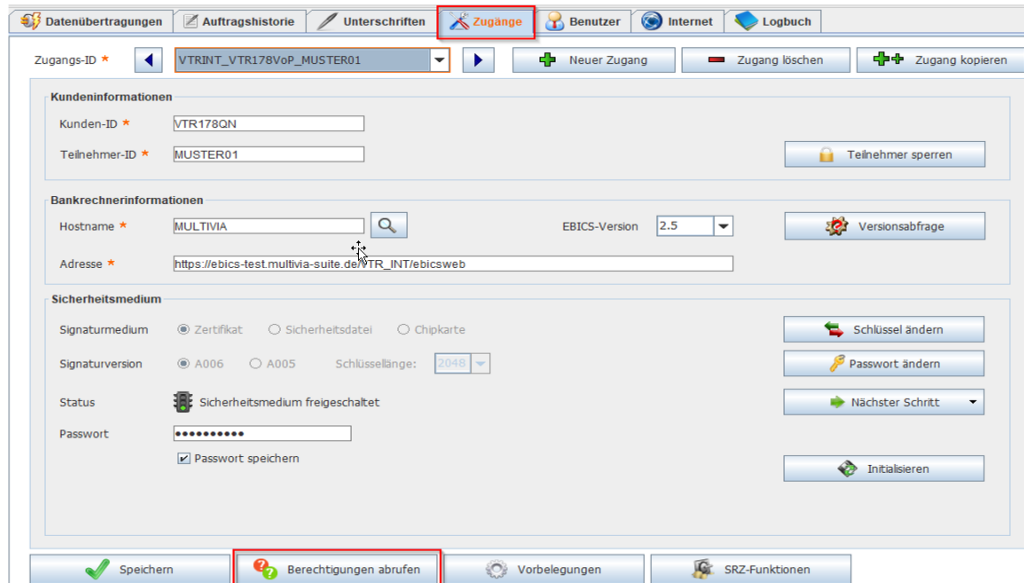 Datenübertragungen Auftragshistorie Unterschriften Zugänge Benutzer Internet Logbuch
Zugangs-ID * VTRINT_VTR178VoP_MUSTER01 Neuer Zugang Zugang löschen Zugang kopieren
Kundeninformationen
Kunden-ID * VTR178QN
Teilnehmer-ID * MUSTER01 Teilnehmer sperren
Bankrechnerinformationen
Hostname * MULTIVIA EBICS-Version 2.5 Versionsabfrage
Adresse * https://ebics-test.multivia-suite.de/VTR_INT/ebicsweb
Sicherheitsmedium
Signaturmedium Zertifikat Sicherheitsdatei Chipkarte Schlüssel ändern
Signaturversion A006 A005 Schlüssellänge: 2048 Passwort ändern
Status Sicherheitsmedium freigeschaltet Nächster Schritt
Passwort ••••••••••
Passwort speichern Initialisieren
Speichern Berechtigungen abrufen Vorbelegungen SRZ-Funktionen